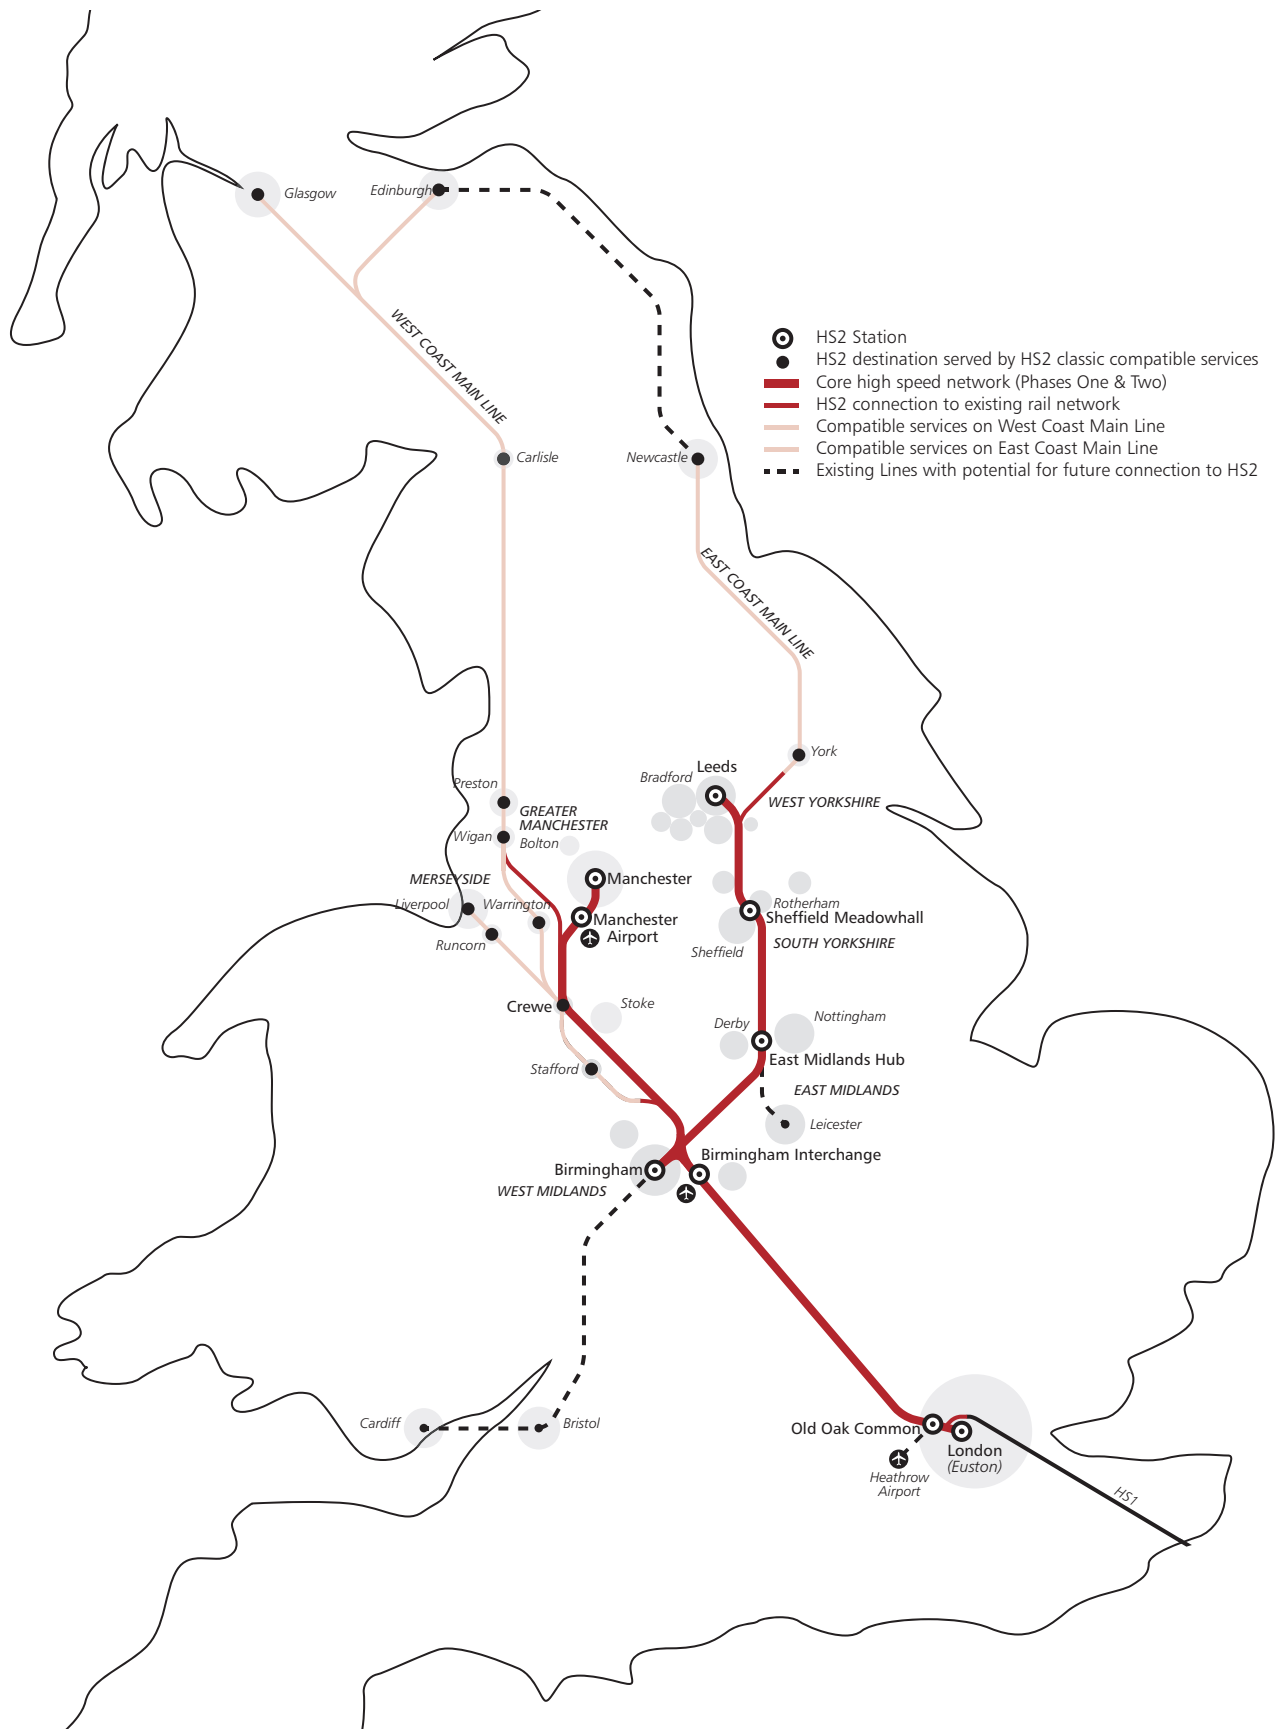 Glasgow
Edinburgh
WEST COAST MAIN LINE
HS2 Station
HS2 destination served by HS2 classic compatible services
Core high speed network (Phases One & Two)
HS2 connection to existing rail network
Compatible services on West Coast Main Line
Compatible services on East Coast Main Line
Existing Lines with potential for future connection to HS2
Carlisle
Newcastle
EAST COAST MAIN LINE
York
Leeds
Bradford
Preston
WEST YORKSHIRE
GREATER
MANCHESTER
Wigan
Bolton
MERSEYSIDE
Manchester
Liverpool
Warrington
Rotherham
Manchester
Airport
Sheffield Meadowhall
Runcorn
SOUTH YORKSHIRE
Sheffield
Crewe
Stoke
Nottingham
Derby
East Midlands Hub
Stafford
EAST MIDLANDS
Leicester
Birmingham Interchange
Birmingham
WEST MIDLANDS
Cardiff
Bristol
Old Oak Common
London
(Euston)
Heathrow
Airport
HS1